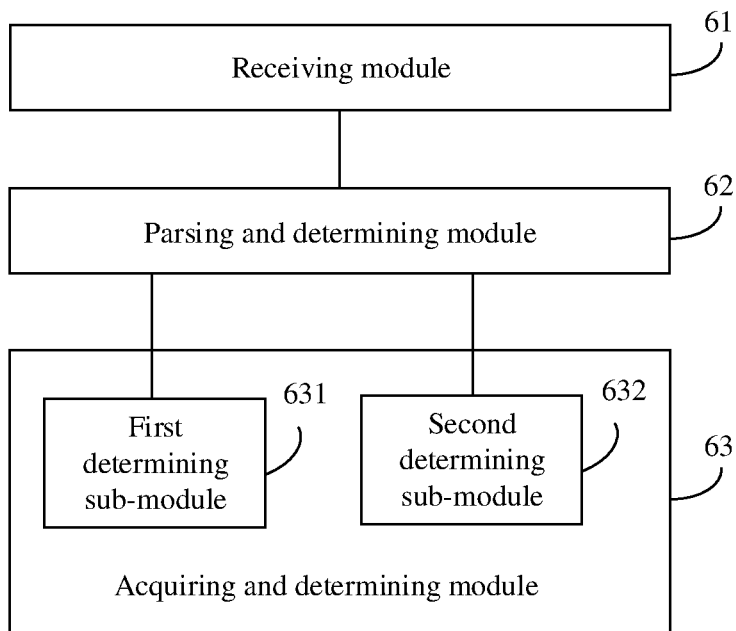 61
Receiving module
62
Parsing and determining module
631
632
First
determining
sub-module
Second
determining
sub-module
63
Acquiring and determining module